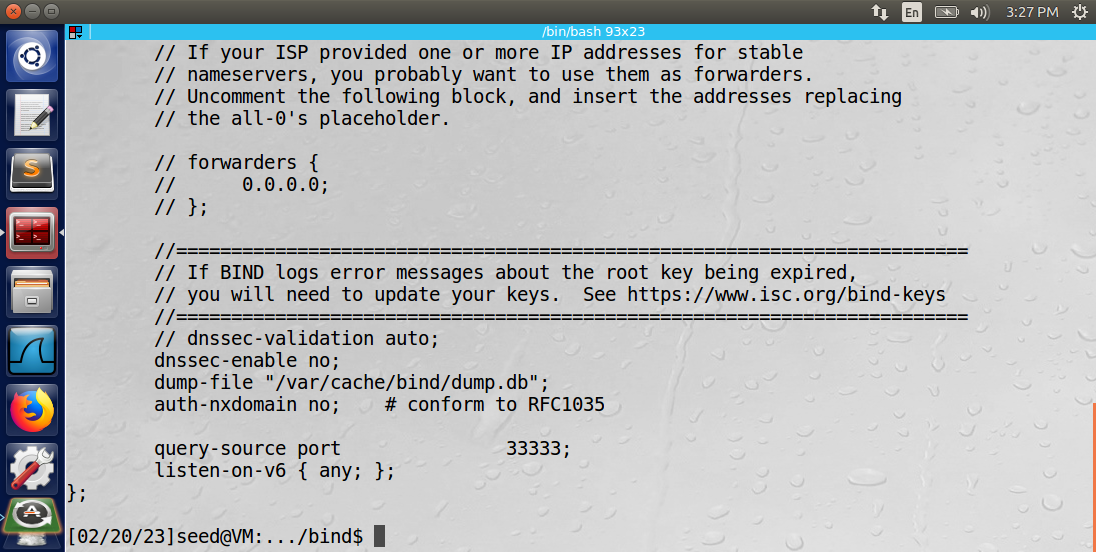 En
3:27 PM
/bin/bash 93x23
// If your ISP provided one or more IP addresses for stable
// nameservers, you probably want to use them as forwarders.
// Uncomment the following block, and insert the addresses replacing
// the all-0's placeholder.
// forwarders {
//      0.0.0.0;
// };
//========================================================================
// If BIND logs error messages about the root key being expired,
// you will need to update your keys.  See https://www.isc.org/bind-keys
//========================================================================
// dnssec-validation auto;
dnssec-enable no;
dump-file "/var/cache/bind/dump.db";
auth-nxdomain no;    # conform to RFC1035
query-source port               33333;
listen-on-v6 { any; };
};
[02/20/23]seed@VM:.../bind$